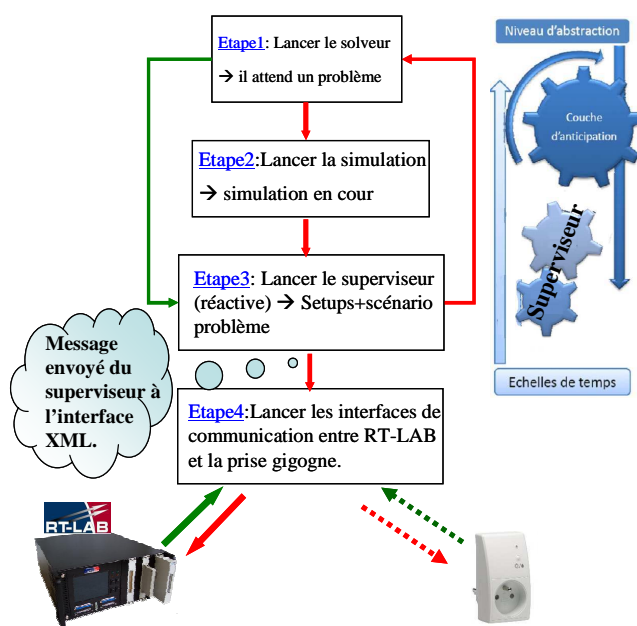 Etape1: Lancer le solveur
→ il attend un problème
Etape2:Lancer la simulation
→ simulation en cour
Etape3: Lancer le superviseur
(réactive) → Setups+scénario
problème
Message
envoyé du
superviseur à
l'interface
XML.
Etape4:Lancer les interfaces de
communication entre RT-LAB
et la prise gigogne.
RT-LAB
Niveau d'abstraction
Couche
d'anticipation
Superviseur
Echelles de temps